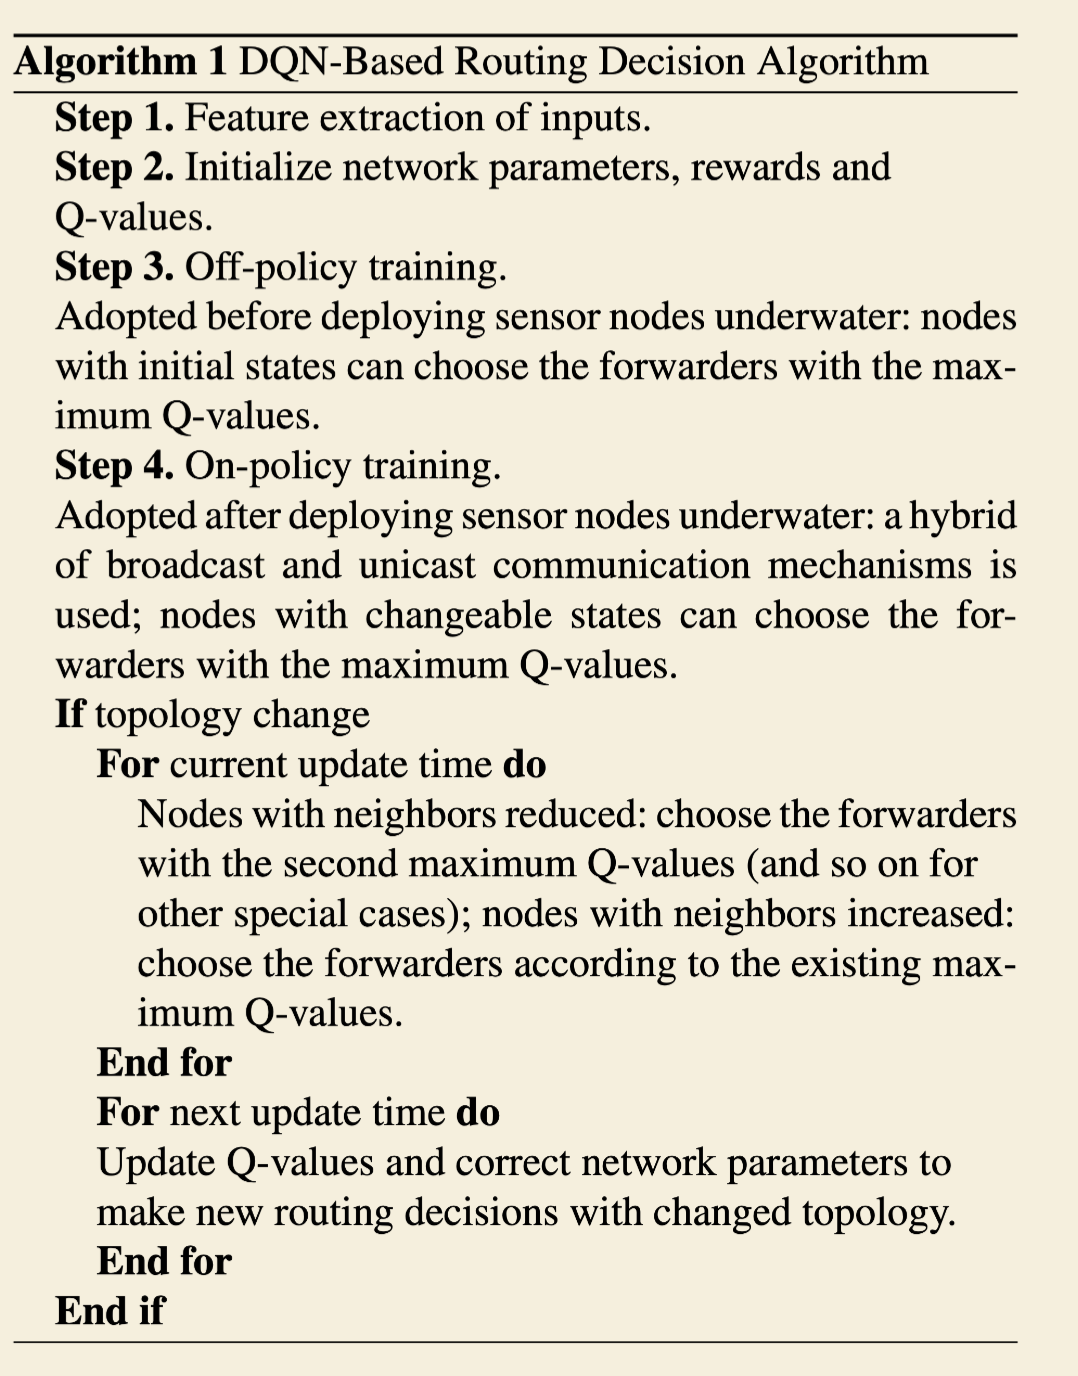 Algorithm 1 DQN-Based Routing Decision Algorithm
Step 1. Feature extraction of inputs.
Step 2. Initialize network parameters, rewards and
Q-values.
Step 3. Off-policy training.
Adopted before deploying sensor nodes underwater: nodes
with initial states can choose the forwarders with the max-
imum Q-values.
Step 4. On-policy training.
Adopted after deploying sensor nodes underwater: a hybrid
of broadcast and unicast communication mechanisms is
used; nodes with changeable states can choose the for-
warders with the maximum Q-values.
If topology change
For current update time do
Nodes with neighbors reduced: choose the forwarders
with the second maximum Q-values (and so on for
other special cases); nodes with neighbors increased:
choose the forwarders according to the existing max-
imum Q-values.
End for
For next update time do
Update Q-values and correct network parameters to
make new routing decisions with changed topology.
End for
End if